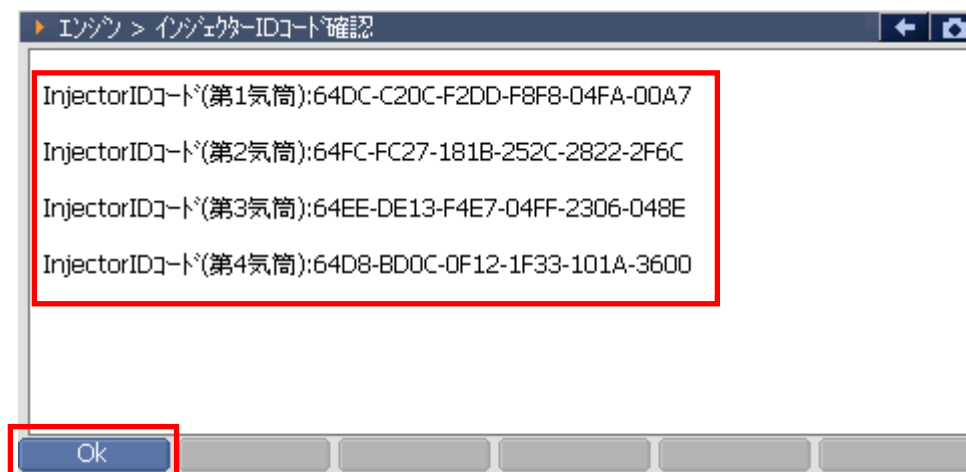 エンジン > インジェクターIDコード確認
InjectorIDコード(第1気筒):64DC-C20C-F2DD-F8F8-04FA-00A7
InjectorIDコード(第2気筒):64FC-FC27-181B-252C-2822-2F6C
InjectorIDコード(第3気筒):64EE-DE13-F4E7-04FF-2306-048E
InjectorIDコード(第4気筒):64D8-BD0C-0F12-1F33-101A-3600
Ok